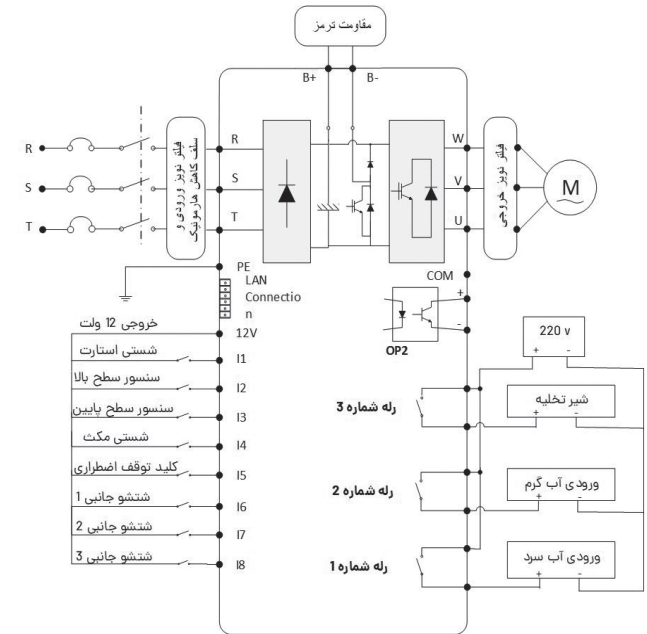 مقاومت ترمز
B+
B-
R
S
T
فیلتر نویز ورودی و
سلف کاهش هارمونیک
R
S
T
W
V
U
فیلتر نویز خروجی
M
PE
LAN
Connectio
n
COM
+
-
OP2
خروجی 12 ولت
12V
شستی استارت
I1
سنسور سطح بالا
I2
سنسور سطح پایین
I3
شستی مکث
I4
کلید توقف اضطراری
I5
شتشو جانبی 1
I6
شتشو جانبی 2
I7
شتشو جانبی 3
I8
220 v
+ -
رله شماره 3
شیر تخلیه
+ -
رله شماره 2
ورودی آب گرم
+ -
رله شماره 1
ورودی آب سرد
+ -